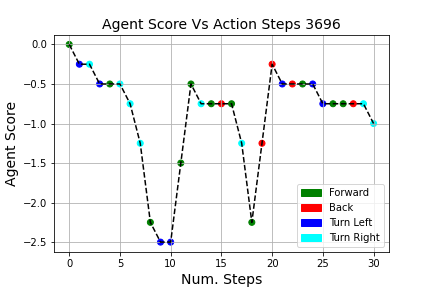 Agent Score Vs Action Steps 3696
Agent Score
0.0
−0.5
−1.0
−1.5
−2.0
−2.5
Forward
Back
Turn Left
Turn Right
0 5 10 15 20 25 30
Num. Steps